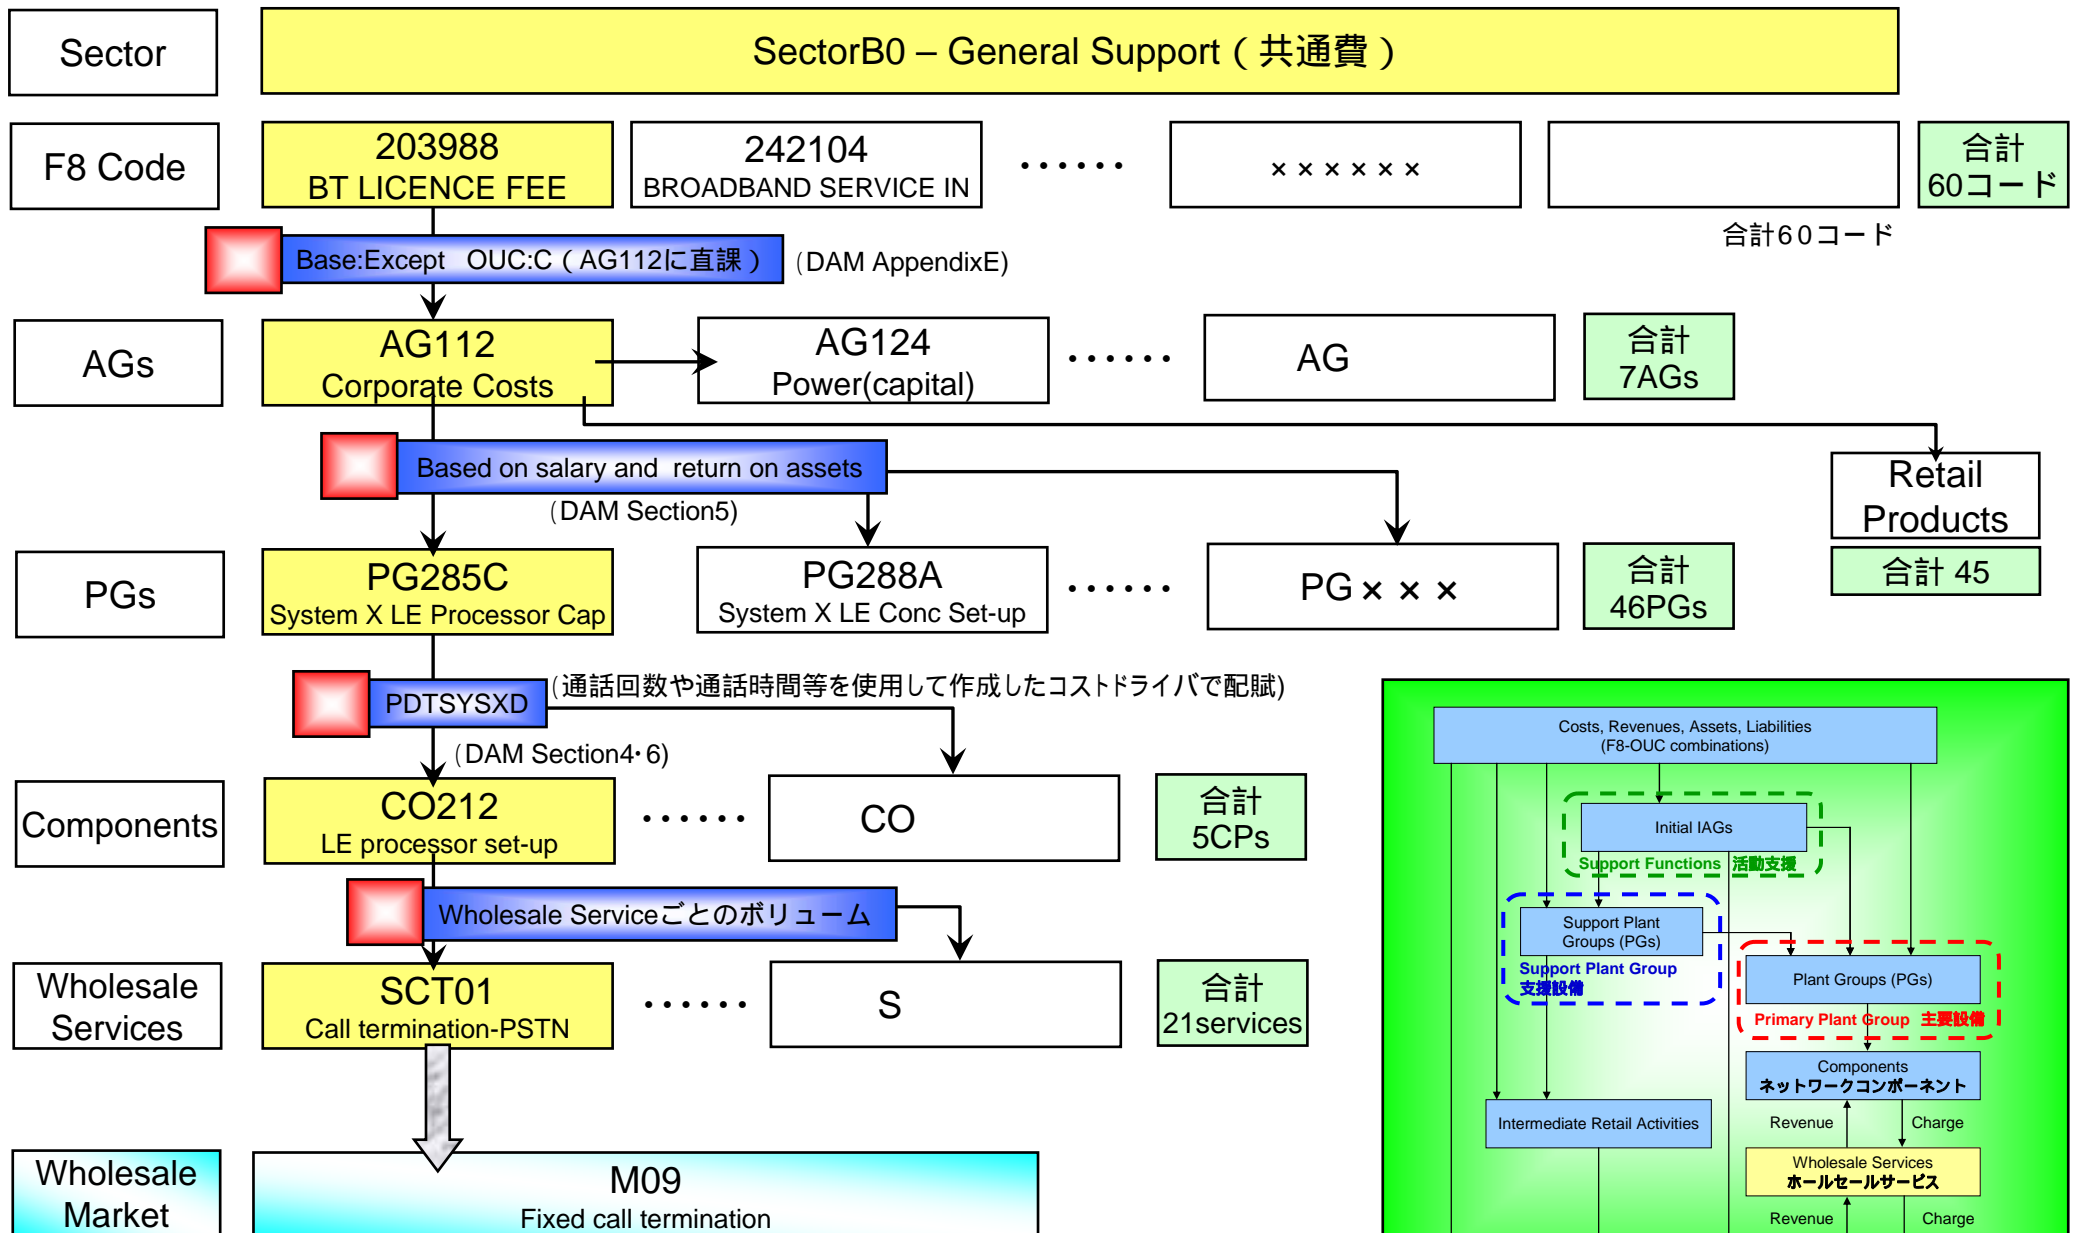 Sector
SectorB0 – General Support（共通費）
F8 Code
203988
BT LICENCE FEE
242104
BROADBAND SERVICE IN
・・・・・・
××××××
合計
60コード
合計60コード
Base:Except OUC:C（AG112に直課）
(DAM AppendixE)
AGs
AG112
Corporate Costs
AG124
Power(capital)
・・・・・・
AG
合計
7AGs
Based on salary and return on assets
(DAM Section5)
Retail
Products
合計 45
PGs
PG285C
System X LE Processor Cap
PG288A
System X LE Conc Set-up
・・・・・・
PG×××
合計
46PGs
PDTSYSXD
(通話回数や通話時間等を使用して作成したコストドライバで配賦)
(DAM Section4・6)
Components
CO212
LE processor set-up
・・・・・・
CO
合計
5CPs
Wholesale Serviceごとのボリューム
Wholesale
Services
SCT01
Call termination-PSTN
・・・・・・
S
合計
21services
Wholesale
Market
M09
Fixed call termination
Costs, Revenues, Assets, Liabilities
(F8-OUC combinations)
Initial IAGs
Support Functions 活動支援
Support Plant
Groups (PGs)
Support Plant Group
支援設備
Plant Groups (PGs)
Primary Plant Group 主要設備
Components
ネットワークコンポーネント
Intermediate Retail Activities
Revenue
Charge
Wholesale Services
ホールセールサービス
Revenue
Charge